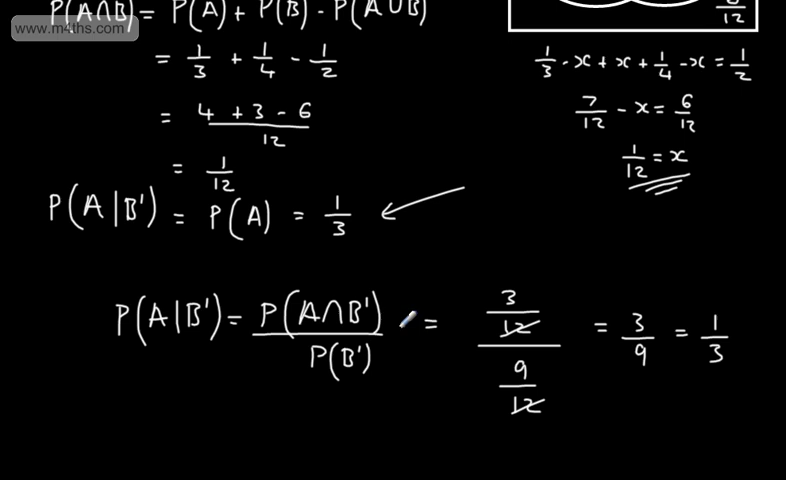 P(A∩B) = P(A) + P(B) - P(A∪B)
www.m4ths.com
= 1/3 + 1/4 - 1/2
= (4 + 3 - 6)/12
= 1/12
P(A|B') = P(A) = 1/3
/12
1/3 - x + x + 1/4 - x = 1/2
7/12 - x = 6/12
1/12 = x
P(A|B') = P(A∩B')/P(B') = (3/12)/(9/12) = 3/9 = 1/3